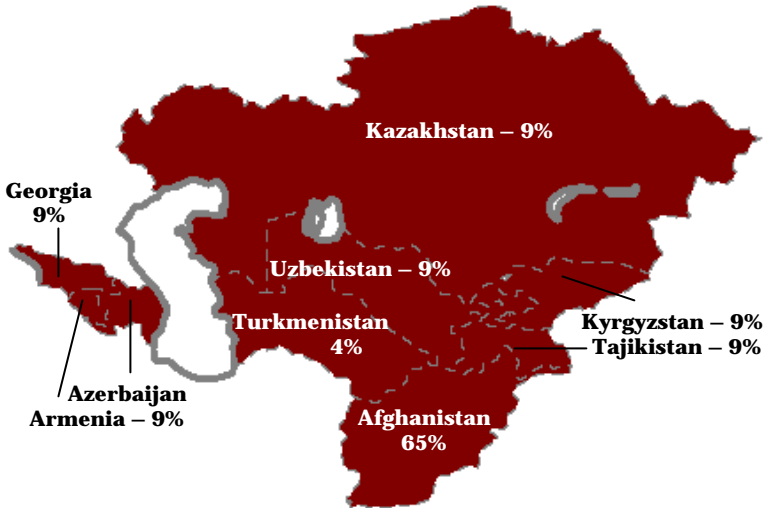 Kazakhstan – 9%
Georgia
9%
Uzbekistan – 9%
Turkmenistan
4%
Kyrgyzstan – 9%
Tajikistan – 9%
Azerbaijan
Armenia – 9%
Afghanistan
65%